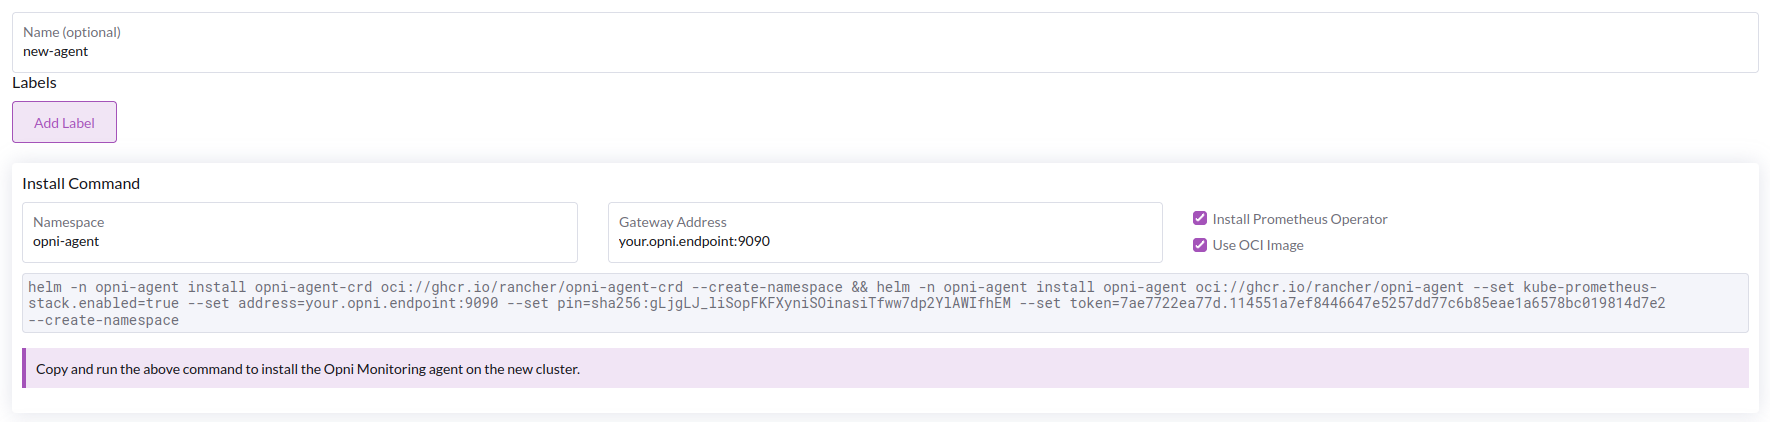 Name (optional)
new-agent
Labels
Add Label
Install Command
Namespace
opni-agent
Gateway Address
your.opni.endpoint:9090
Install Prometheus Operator
Use OCI Image
helm -n opni-agent install opni-agent-crd oci://ghcr.io/rancher/opni-agent-crd --create-namespace && helm -n opni-agent install opni-agent oci://ghcr.io/rancher/opni-agent --set kube-prometheus-
stack.enabled=true --set address=your.opni.endpoint:9090 --set pin=sha256:gLjgLJ_liSopFKFXyniSOinasiTfww7dp2YlAWIfhEM --set token=7ae7722ea77d.114551a7ef8446647e5257dd77c6b85eae1a6578bc019814d7e2
--create-namespace
Copy and run the above command to install the Opni Monitoring agent on the new cluster.